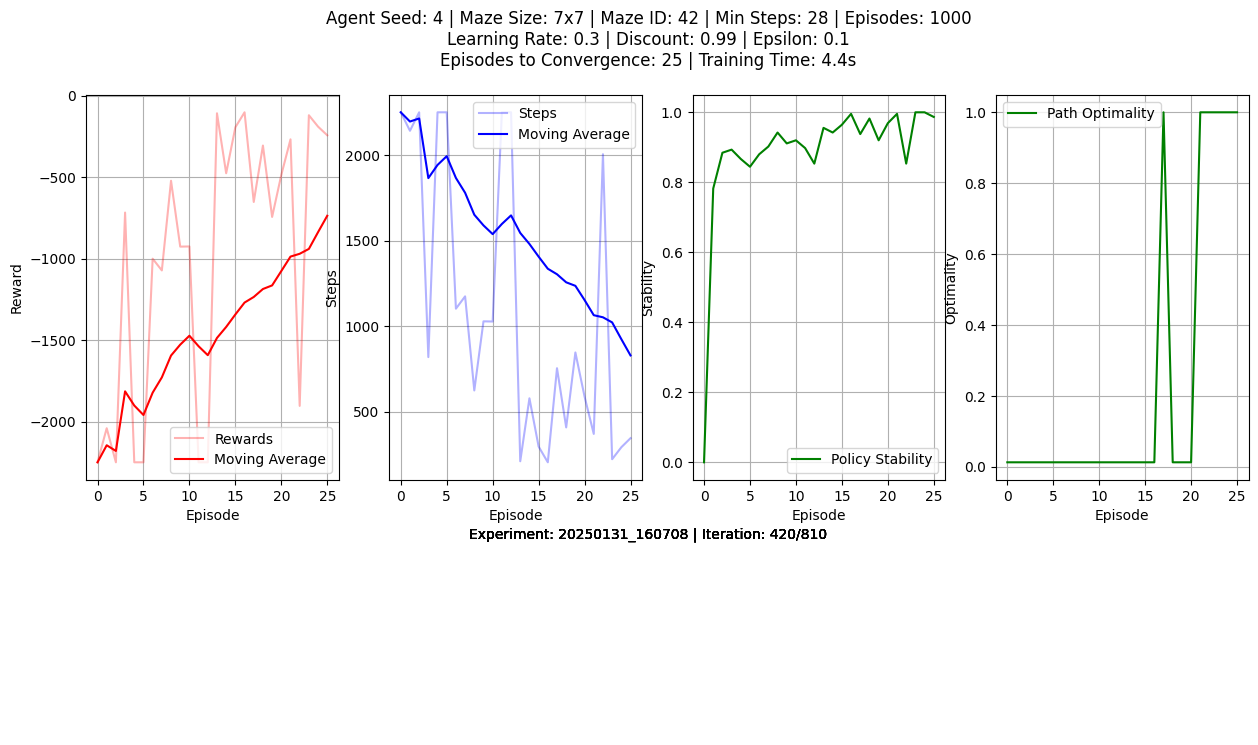 Agent Seed: 4 | Maze Size: 7x7 | Maze ID: 42 | Min Steps: 28 | Episodes: 1000
Learning Rate: 0.3 | Discount: 0.99 | Epsilon: 0.1
Episodes to Convergence: 25 | Training Time: 4.4s
Reward
0
−500
−1000
−1500
−2000
Rewards
Moving Average
0 5 10 15 20 25
Episode
Steps
2000
1500
1000
500
Steps
Moving Average
0 5 10 15 20 25
Episode
Stability
1.0
0.8
0.6
0.4
0.2
0.0
Policy Stability
0 5 10 15 20 25
Episode
Optimality
1.0
0.8
0.6
0.4
0.2
0.0
Path Optimality
0 5 10 15 20 25
Episode
Experiment: 20250131_160708 | Iteration: 420/810